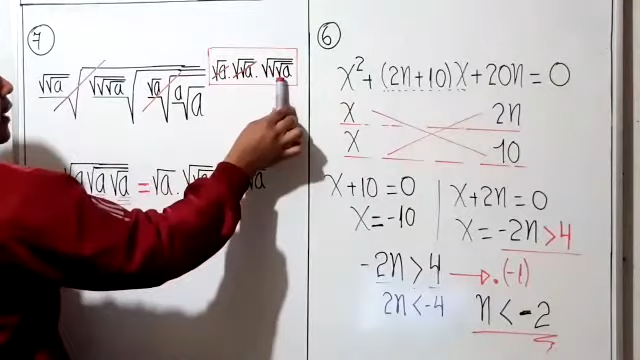 7
√√a √ √√√a √ √a √ a √a
√a . √√a . √√√a
√a√a√a = √a . √√a
6
x² + (2n+10)x + 20n = 0
x 2n
x 10
x + 10 = 0
x = -10
x + 2n = 0
x = -2n > 4
-2n > 4 → .(-1)
2n < -4
n < -2